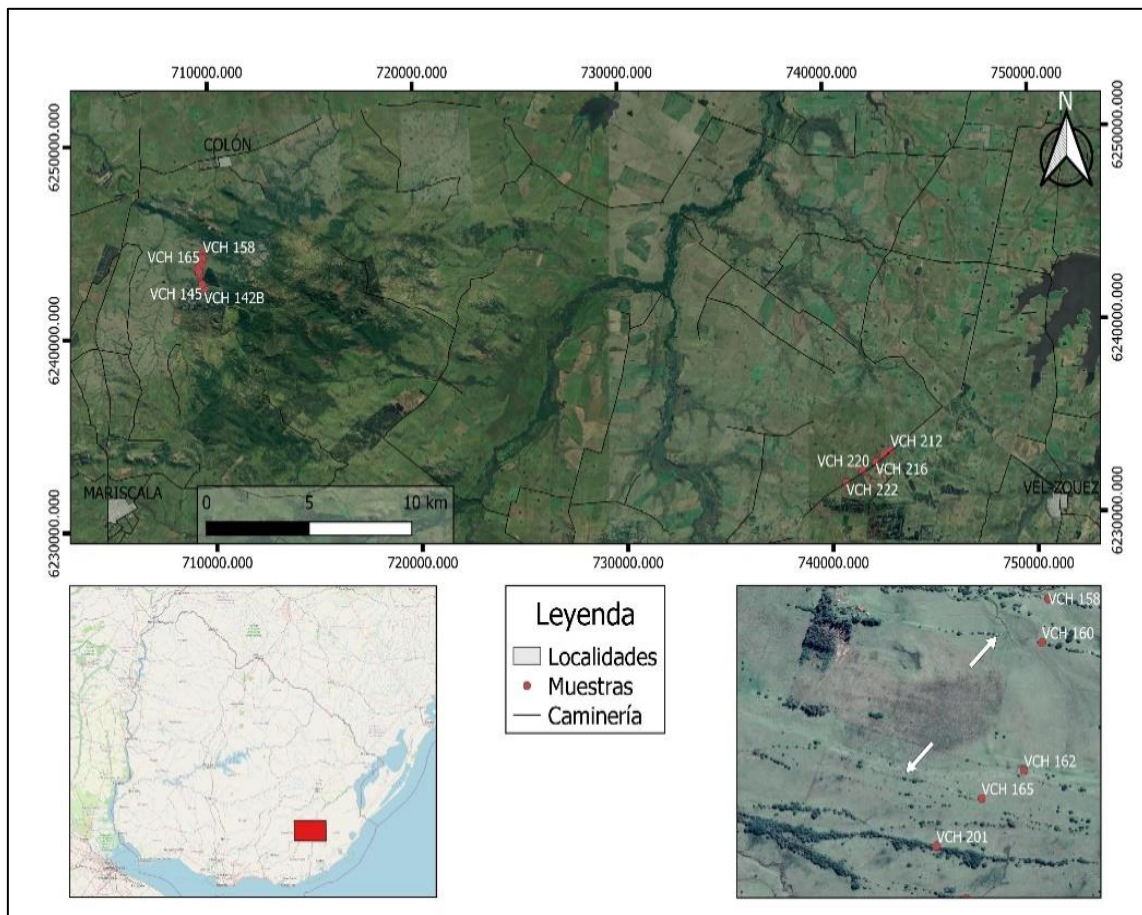 710000.000 720000.000 730000.000 740000.000 750000.000
6250000.000
6240000.000
6230000.000
6250000.000
6240000.000
6230000.000
N
COLÓN
VCH 158
VCH 165
VCH 145
VCH 142B
VCH 212
VCH 220
VCH 216
VCH 222
MARISCALA
VEL ZQUEZ
0 5 10 km
710000.000 720000.000 730000.000 740000.000 750000.000
Leyenda
Localidades
Muestras
Caminería
VCH 158
VCH 160
VCH 162
VCH 165
VCH 201